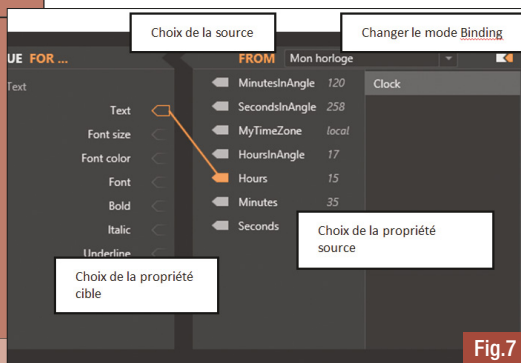 Choix de la source
Changer le mode Binding
UE FOR ...
FROM Mon horloge
Text
Text
Font size
Font color
Font
Bold
Italic
Underline
MinutesInAngle 120
SecondsInAngle 258
MyTimeZone local
HoursInAngle 17
Hours 15
Minutes 35
Seconds
Clock
Choix de la propriété
source
Choix de la propriété
cible
Fig.7